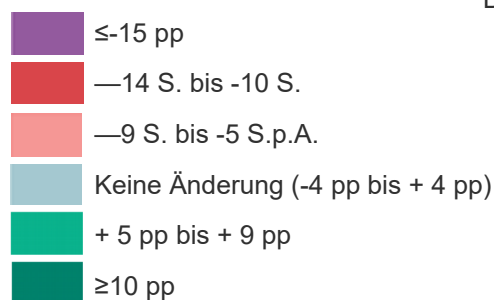 ≤-15 pp
—14 S. bis -10 S.
—9 S. bis -5 S.p.A.
Keine Änderung (-4 pp bis + 4 pp)
+ 5 pp bis + 9 pp
≥10 pp